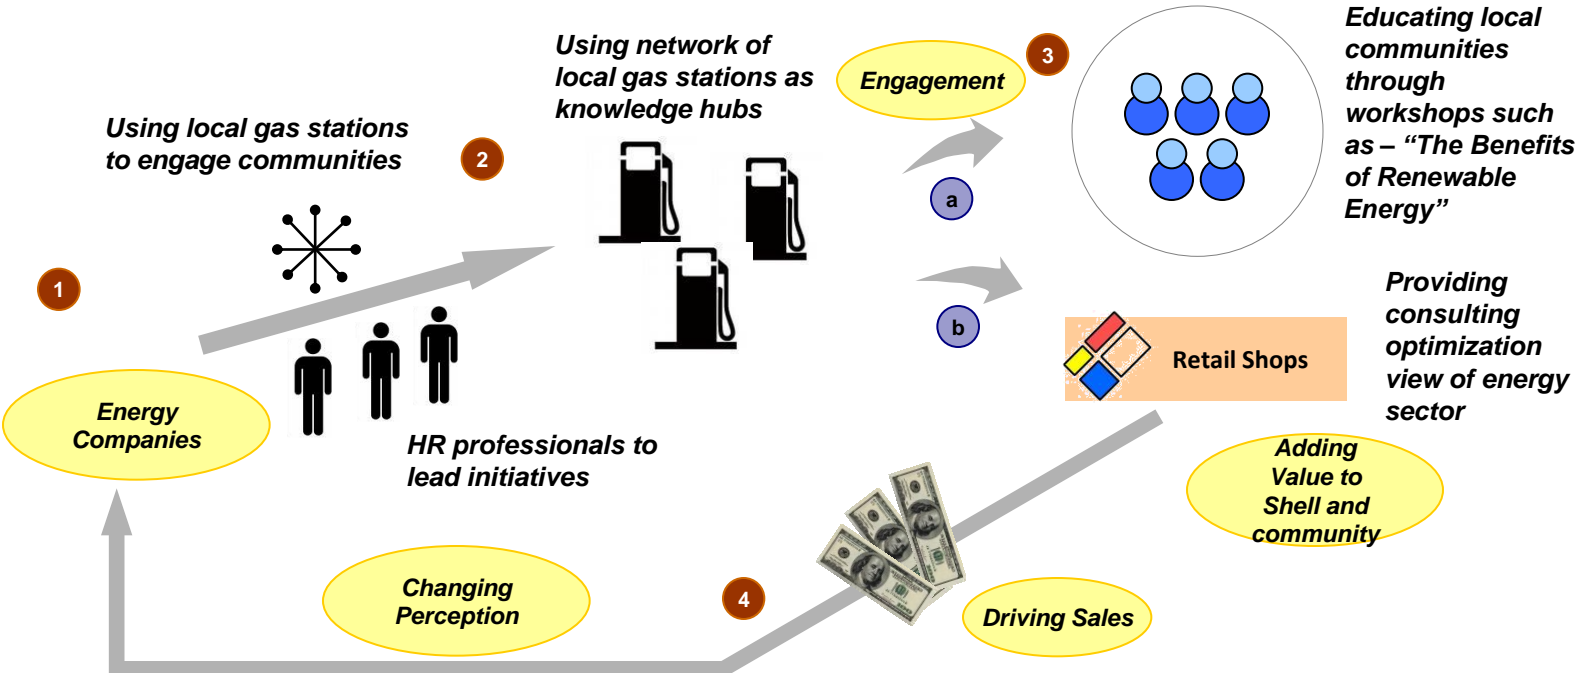 1
Energy
Companies
Using local gas stations
to engage communities
HR professionals to
lead initiatives
2
Using network of
local gas stations as
knowledge hubs
Engagement
3
a
b
Educating local
communities
through
workshops such
as – “The Benefits
of Renewable
Energy”
Retail Shops
Providing
consulting
optimization
view of energy
sector
Adding
Value to
Shell and
community
Driving Sales
4
Changing
Perception